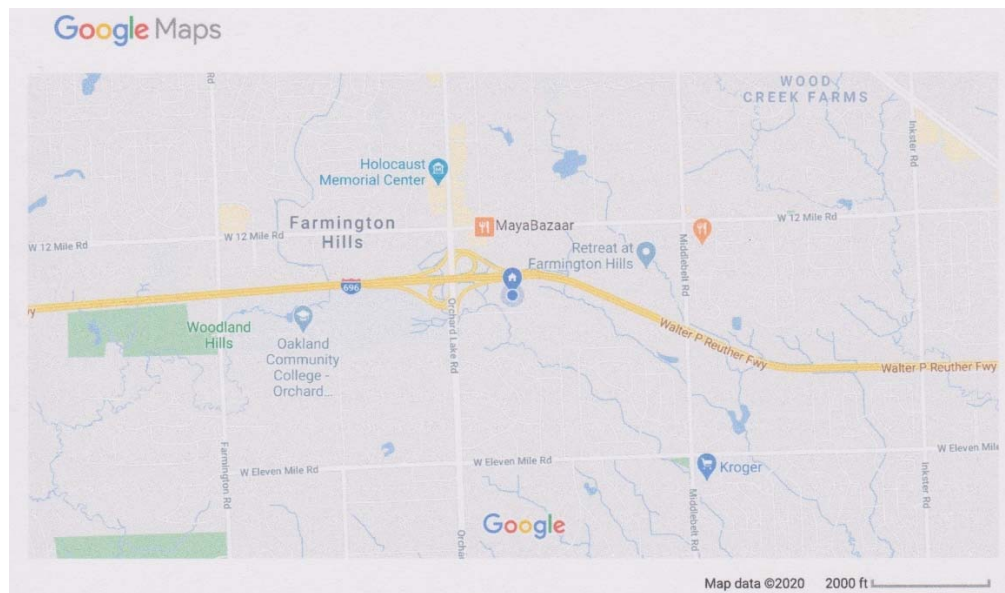 Google Maps
WOOD
CREEK FARMS
Rd
Inkster Rd
Holocaust
Memorial Center
Farmington
Hills
MayaBazaar
W 12 Mile Rd
W 12 Mile Rd
W 12 Mile Rd
Retreat at
Farmington Hills
Middlebelt Rd
696
Orchard Lake Rd
Woodland
Hills
Oakland
Community
College -
Orchard...
Walter P Reuther Fwy
Walter P Reuther Fwy
W Eleven Mile Rd
W Eleven Mile Rd
W Eleven Mile
Farmington Rd
Kroger
Middlebelt Rd
Inkster Rd
Orchar
Google
Map data ©2020 2000 ft